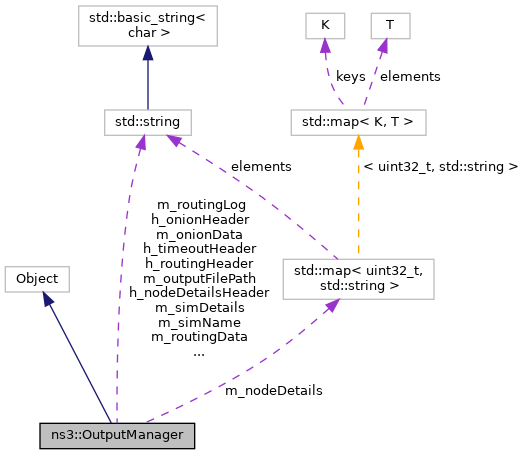 std::basic_string<
char >
K
T
keys
elements
std::string
std::map< K, T >
elements
< uint32_t, std::string >
m_routingLog
h_onionHeader
m_onionData
h_timeoutHeader
h_routingHeader
m_outputFilePath
h_nodeDetailsHeader
m_simDetails
m_simName
m_routingData
...
Object
std::map< uint32_t,
std::string >
m_nodeDetails
ns3::OutputManager